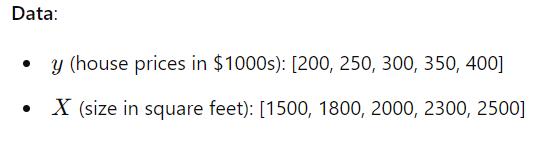 Data:
• y (house prices in $1000s): [200, 250, 300, 350, 400]
• X (size in square feet): [1500, 1800, 2000, 2300, 2500]